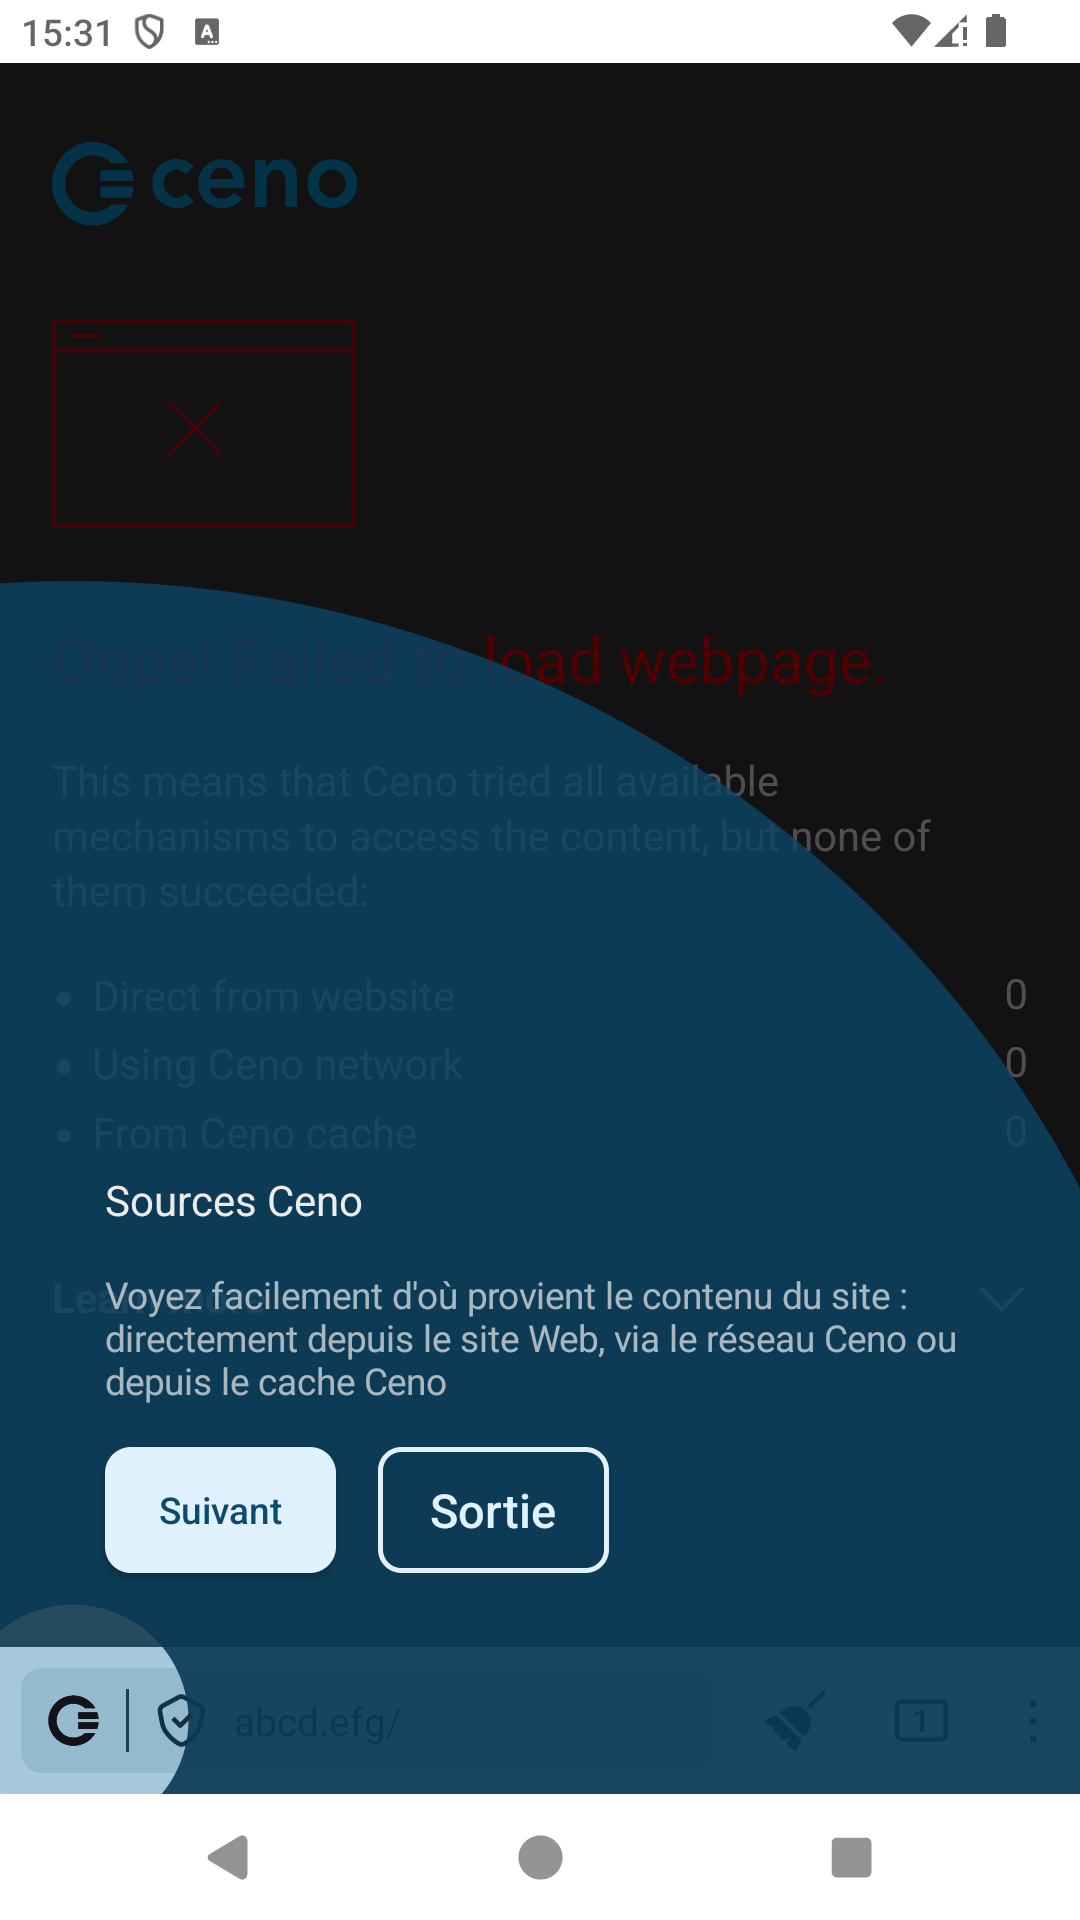 15:31
ceno
Oops! Failed to load webpage.
This means that Ceno tried all available
mechanisms to access the content, but none of
them succeeded:
• Direct from website 0
• Using Ceno network 0
• From Ceno cache 0
Sources Ceno
Voyez facilement d'où provient le contenu du site :
directement depuis le site Web, via le réseau Ceno ou
depuis le cache Ceno
Suivant Sortie
abcd.efg/ 1